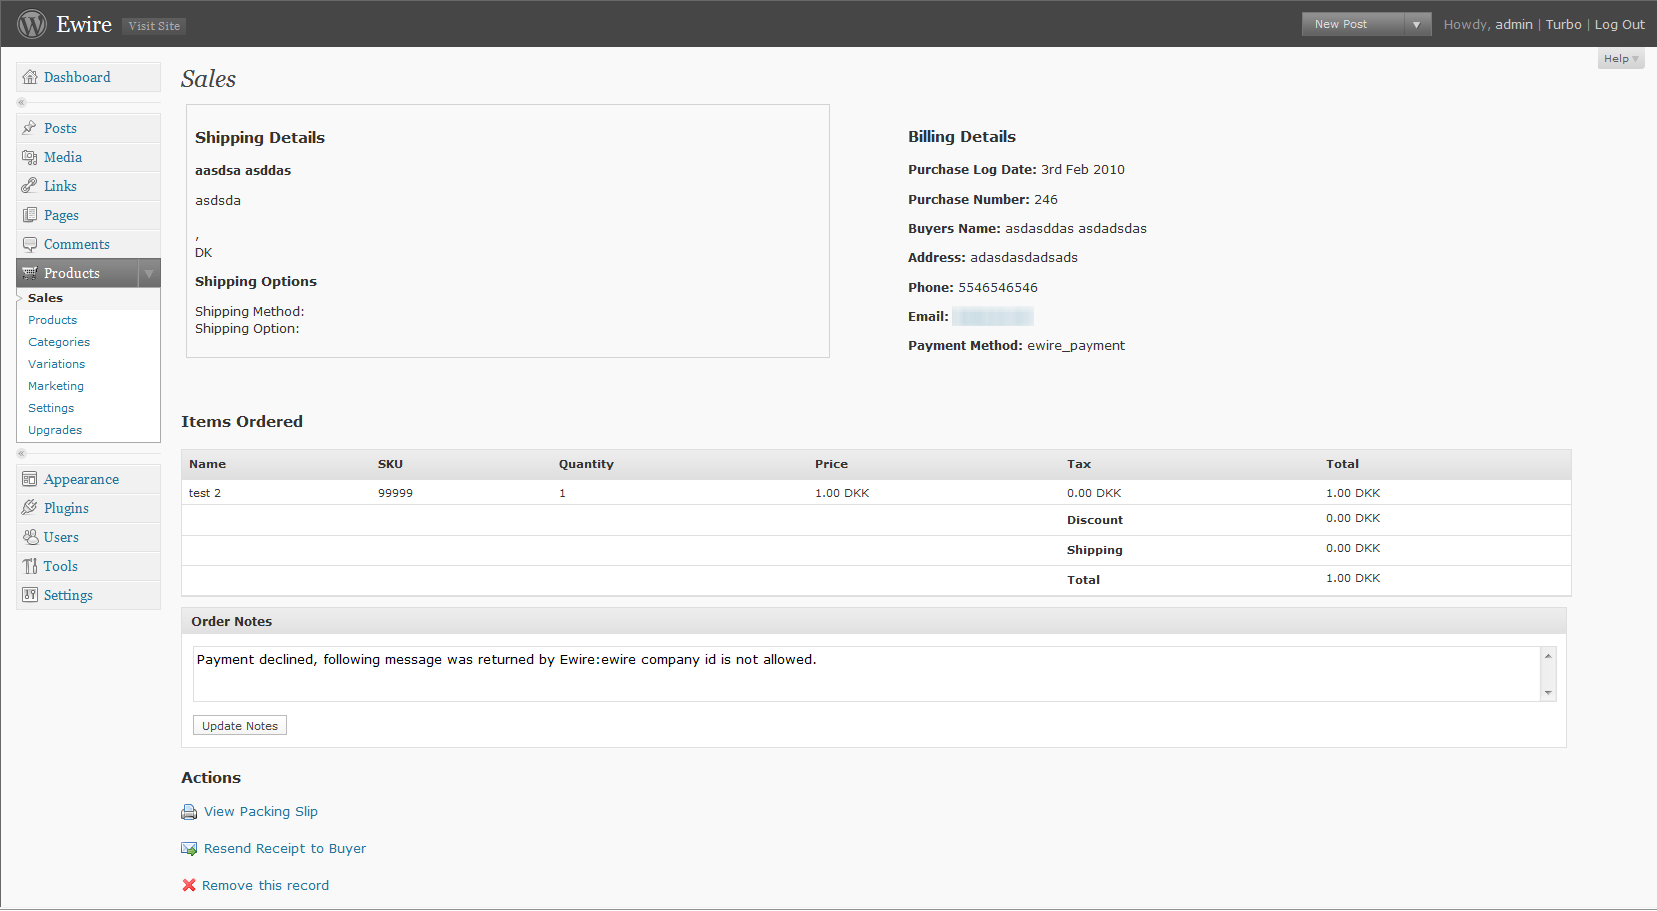 Ewire Visit Site
New Post Howdy, admin | Turbo | Log Out
Help
Dashboard
Posts
Media
Links
Pages
Comments
Products
Sales
Products
Categories
Variations
Marketing
Settings
Upgrades
Appearance
Plugins
Users
Tools
Settings
Sales
Shipping Details
aasdsa asddas
asdsda
,
DK
Shipping Options
Shipping Method:
Shipping Option:
Billing Details
Purchase Log Date: 3rd Feb 2010
Purchase Number: 246
Buyers Name: asdasddas asdadsdas
Address: adasdasdadsads
Phone: 5546546546
Email:
Payment Method: ewire_payment
Items Ordered
Name SKU Quantity Price Tax Total
test 2 99999 1 1.00 DKK 0.00 DKK 1.00 DKK
Discount 0.00 DKK
Shipping 0.00 DKK
Total 1.00 DKK
Order Notes
Payment declined, following message was returned by Ewire:ewire company id is not allowed.
Update Notes
Actions
View Packing Slip
Resend Receipt to Buyer
Remove this record